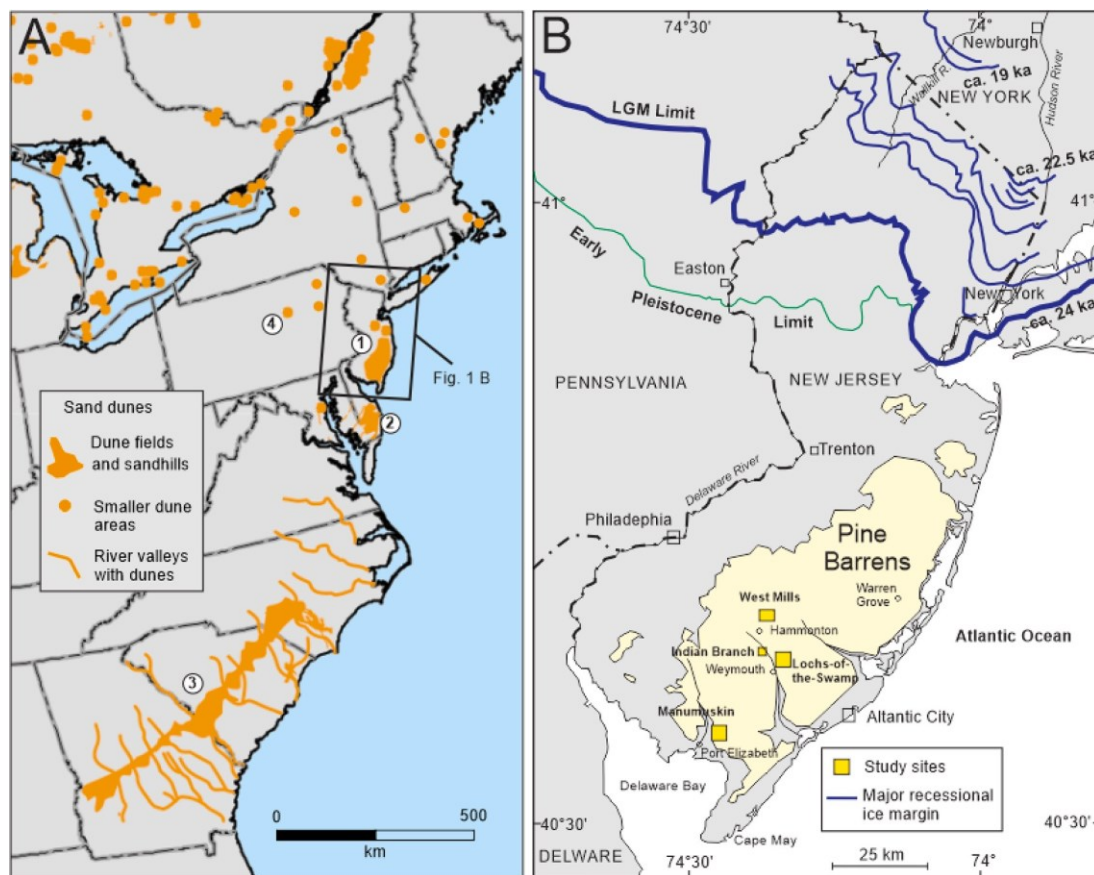 A
4
1
Fig. 1 B
2
Sand dunes
Dune fields
and sandhills
Smaller dune
areas
River valleys
with dunes
3
0
500
km
B
74°30'
74°
Newburgh
Wallkill R.
ca. 19 ka
NEW YORK
Hudson River
LGM Limit
ca. 22.5 ka
41°
41°
Early
Easton
Pleistocene
Limit
New York
ca. 24 ka
PENNSYLVANIA
NEW JERSEY
Trenton
Delaware River
Philadephia
Pine
Barrens
Warren
Grove
West Mills
Hammonton
Atlantic Ocean
Indian Branch
Weymouth
Lochs-of-
the-Swamp
Manumuskin
Altantic City
Port Elizabeth
Delaware Bay
Study sites
Major recessional
ice margin
40°30'
40°30'
Cape May
DELAWARE
74°30'
25 km
74°